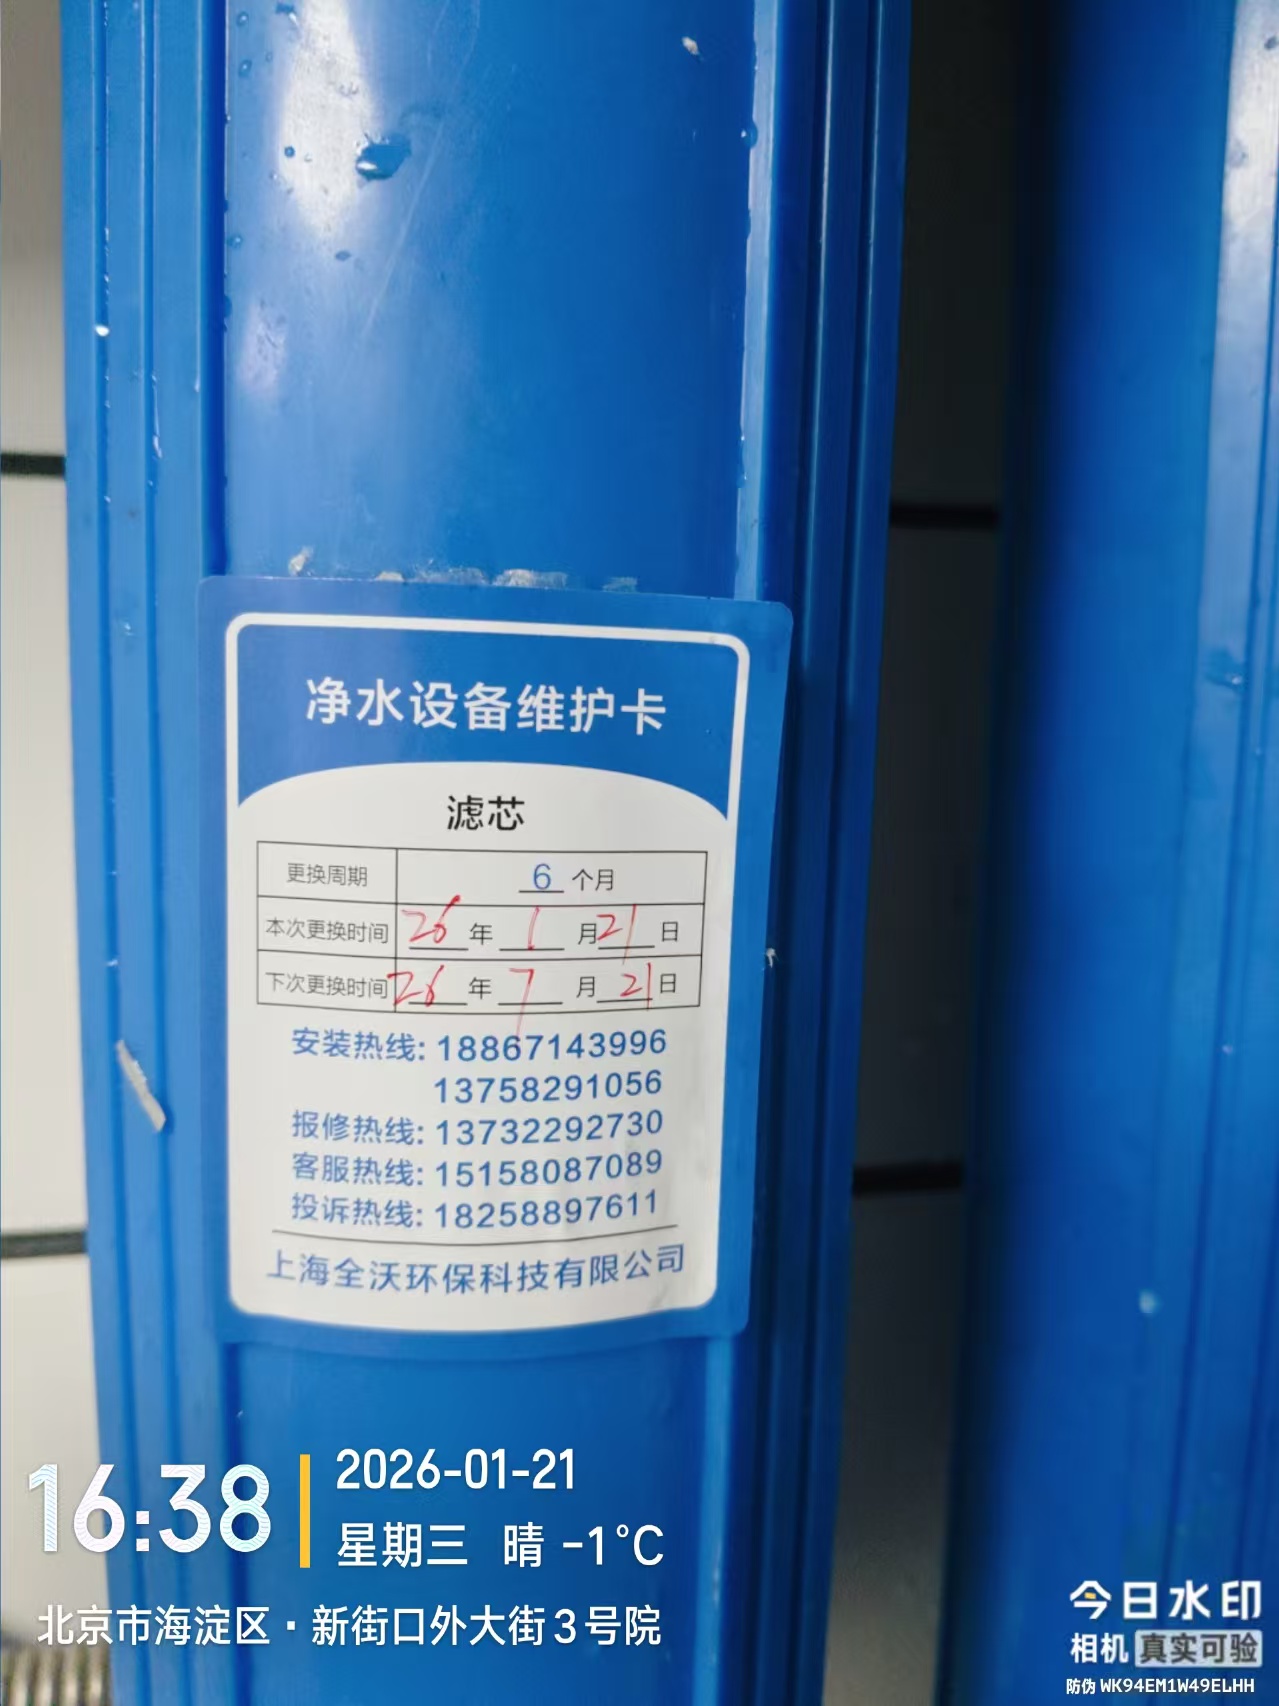 净水设备维护卡
滤芯
更换周期 6 个月
本次更换时间 26 年 1 月 21 日
下次更换时间 26 年 7 月 21 日
安装热线: 18867143996
13758291056
报修热线: 13732292730
客服热线: 15158087089
投诉热线: 18258897611
上海全沃环保科技有限公司
16:38
2026-01-21
星期三 晴 -1°C
北京市海淀区·新街口外大街3号院
今日水印
相机 真实可验
防伪 WK94EM1W49ELHH